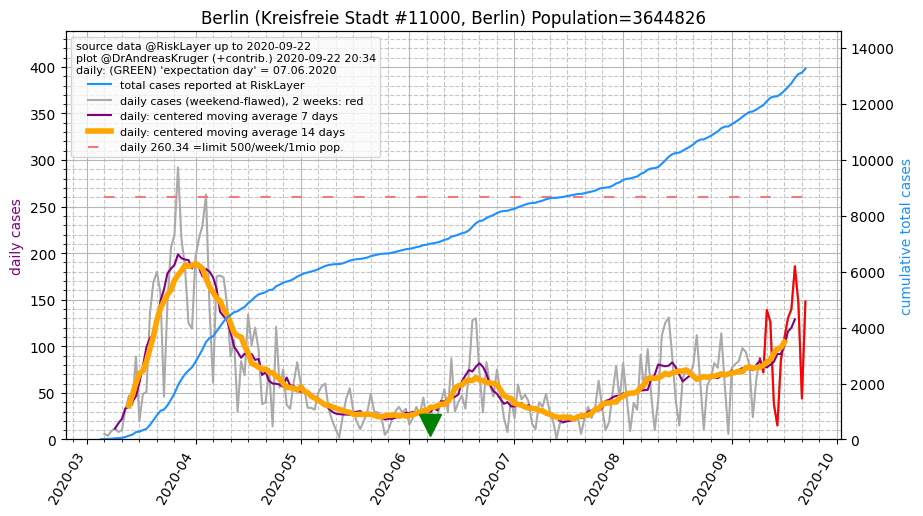 Berlin (Kreisfreie Stadt #11000, Berlin) Population=3644826
source data @RiskLayer up to 2020-09-22
plot @DrAndreasKruger (+contrib.) 2020-09-22 20:34
daily: (GREEN) 'expectation day' = 07.06.2020
total cases reported at RiskLayer
daily cases (weekend-flawed), 2 weeks: red
daily: centered moving average 7 days
daily: centered moving average 14 days
daily 260.34 =limit 500/week/1mio pop.
daily cases
400
350
300
250
200
150
100
50
0
14000
12000
10000
8000
6000
4000
2000
0
cumulative total cases
2020-03
2020-04
2020-05
2020-06
2020-07
2020-08
2020-09
2020-10